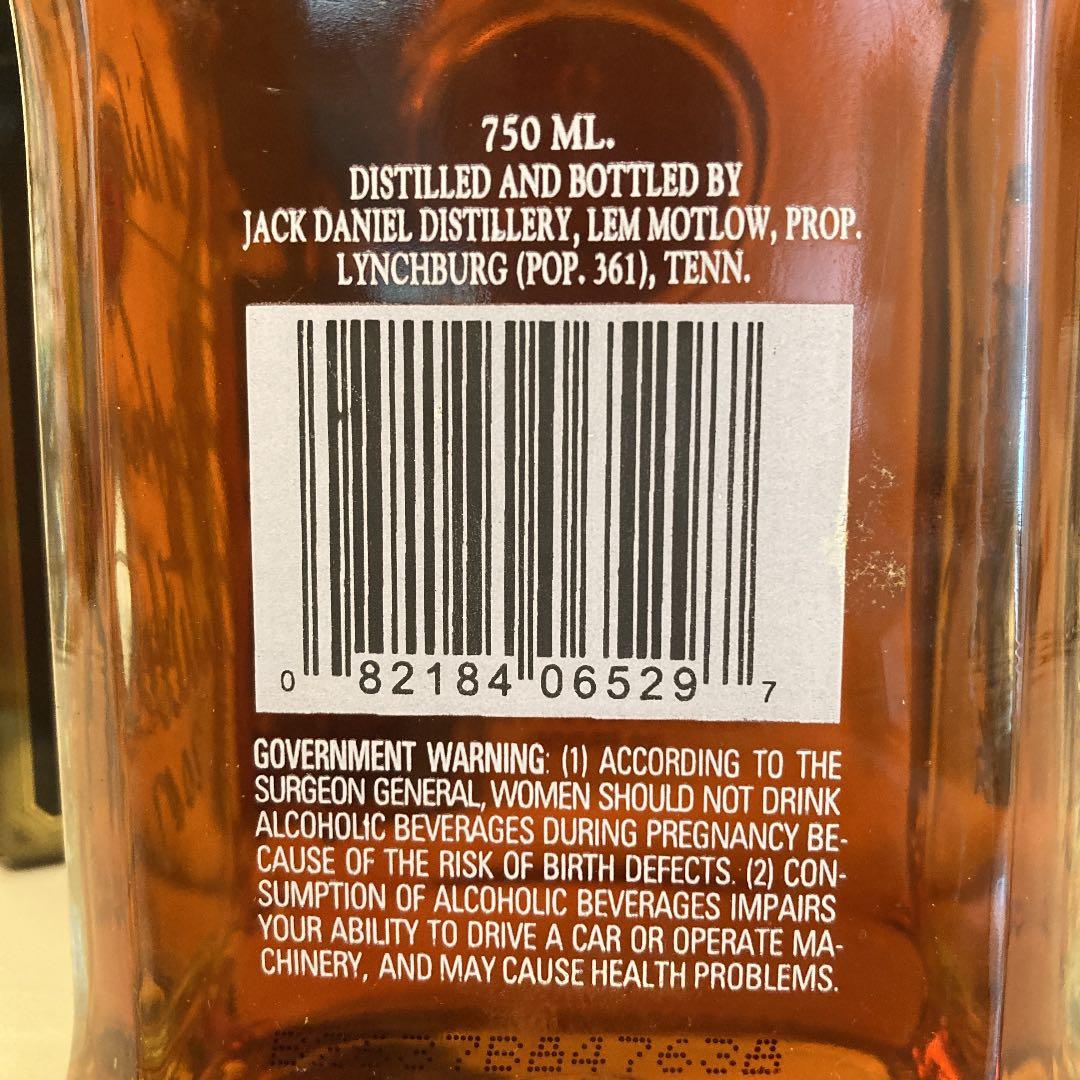 750 ML.
DISTILLED AND BOTTLED BY
JACK DANIEL DISTILLERY, LEM MOTLOW, PROP.
LYNCHBURG (POP. 361), TENN.
0 82184 06529 7
GOVERNMENT WARNING: (1) ACCORDING TO THE
SURGEON GENERAL, WOMEN SHOULD NOT DRINK
ALCOHOLIC BEVERAGES DURING PREGNANCY BE-
CAUSE OF THE RISK OF BIRTH DEFECTS. (2) CON-
SUMPTION OF ALCOHOLIC BEVERAGES IMPAIRS
YOUR ABILITY TO DRIVE A CAR OR OPERATE MA-
CHINERY, AND MAY CAUSE HEALTH PROBLEMS.